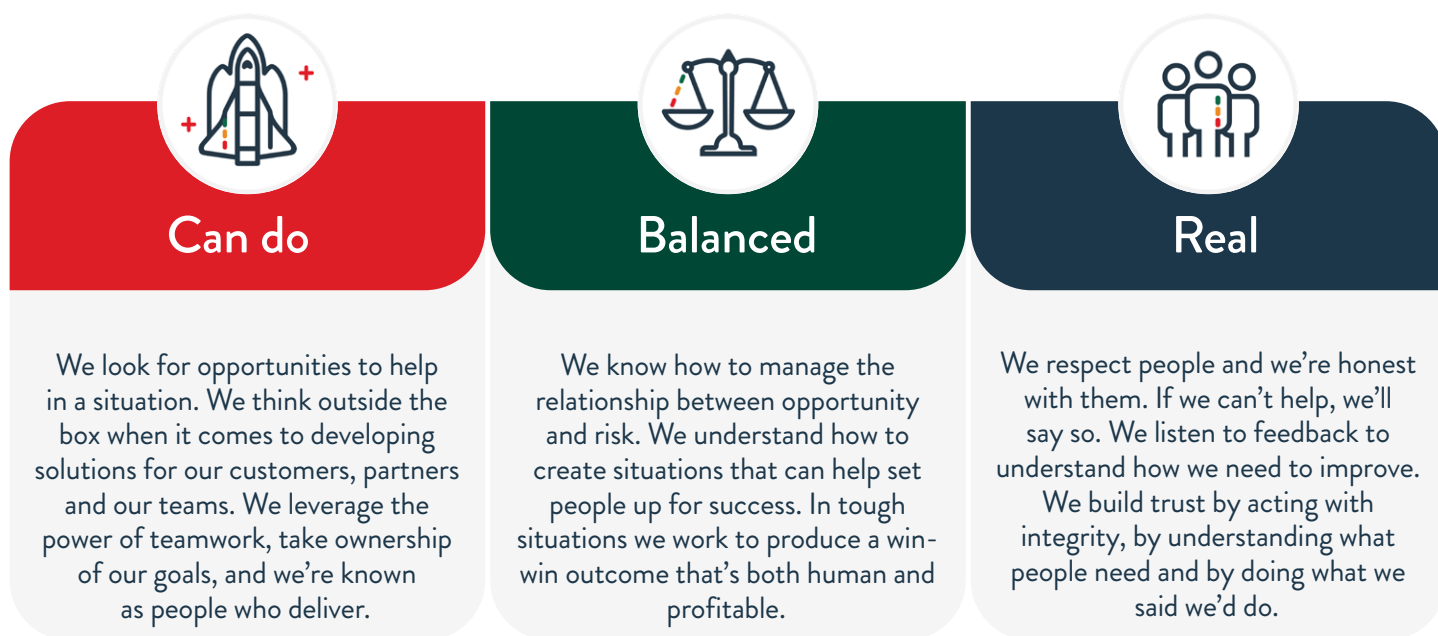 Can do
We look for opportunities to help
in a situation. We think outside the
box when it comes to developing
solutions for our customers, partners
and our teams. We leverage the
power of teamwork, take ownership
of our goals, and we’re known
as people who deliver.
Balanced
We know how to manage the
relationship between opportunity
and risk. We understand how to
create situations that can help set
people up for success. In tough
situations we work to produce a win-
win outcome that’s both human and
profitable.
Real
We respect people and we’re honest
with them. If we can’t help, we’ll
say so. We listen to feedback to
understand how we need to improve.
We build trust by acting with
integrity, by understanding what
people need and by doing what we
said we’d do.